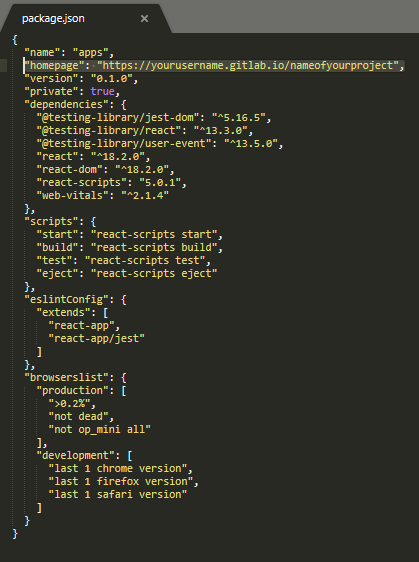 package.json ×
{
  "name": "apps",
  "homepage": "https://yourusername.gitlab.io/nameofyourproject",
  "version": "0.1.0",
  "private": true,
  "dependencies": {
    "@testing-library/jest-dom": "^5.16.5",
    "@testing-library/react": "^13.3.0",
    "@testing-library/user-event": "^13.5.0",
    "react": "^18.2.0",
    "react-dom": "^18.2.0",
    "react-scripts": "5.0.1",
    "web-vitals": "^2.1.4"
  },
  "scripts": {
    "start": "react-scripts start",
    "build": "react-scripts build",
    "test": "react-scripts test",
    "eject": "react-scripts eject"
  },
  "eslintConfig": {
    "extends": [
      "react-app",
      "react-app/jest"
    ]
  },
  "browserslist": {
    "production": [
      ">0.2%",
      "not dead",
      "not op_mini all"
    ],
    "development": [
      "last 1 chrome version",
      "last 1 firefox version",
      "last 1 safari version"
    ]
  }
}